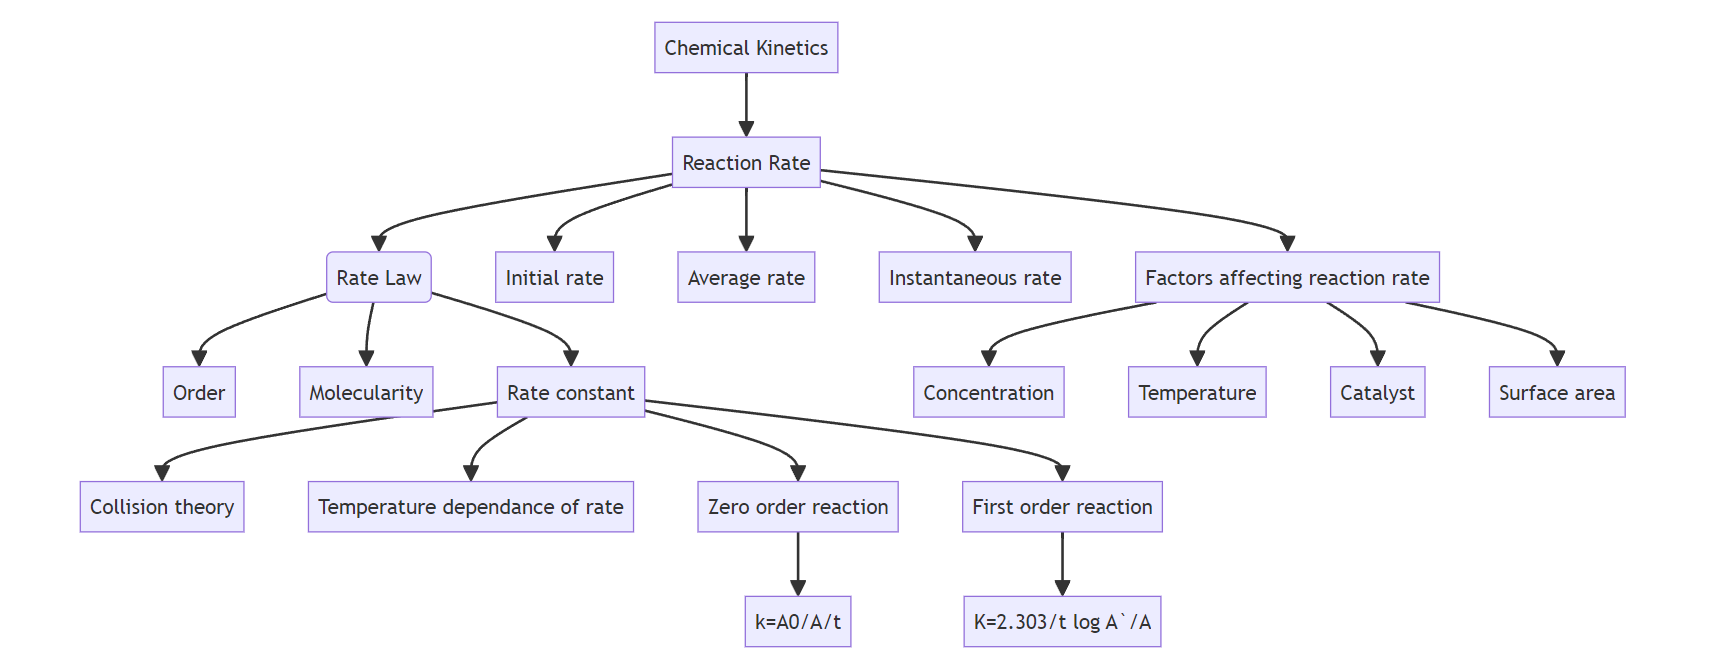 Chemical Kinetics
Reaction Rate
Rate Law
Initial rate
Average rate
Instantaneous rate
Factors affecting reaction rate
Order
Molecularity
Rate constant
Concentration
Temperature
Catalyst
Surface area
Collision theory
Temperature dependance of rate
Zero order reaction
First order reaction
k=A0/A/t
K=2.303/t log A`/A